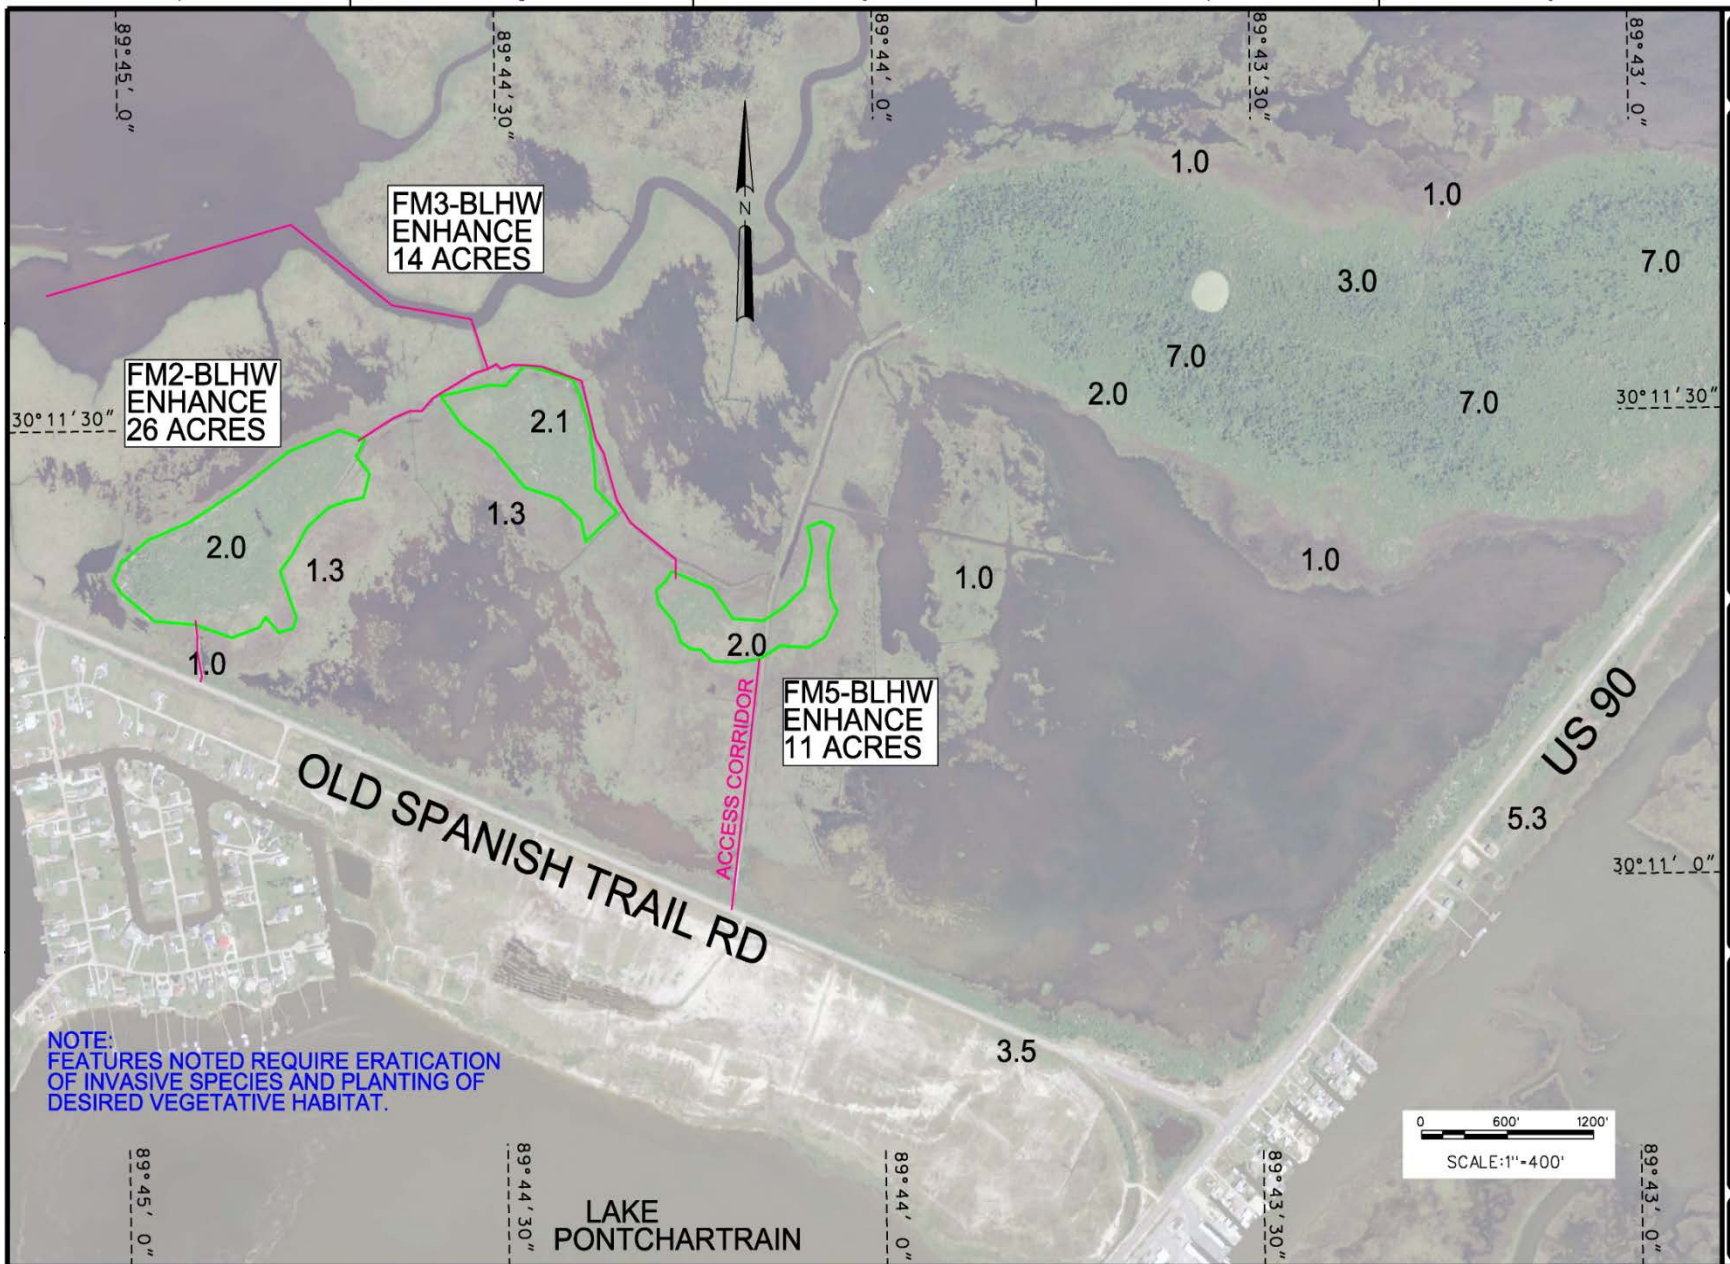 89°45' 0"
89°44'30"
89°44' 0"
89°43'30"
89°43' 0"
1.0
1.0
FM3-BLHW
ENHANCE
14 ACRES
N
7.0
3.0
7.0
FM2-BLHW
ENHANCE
26 ACRES
2.0
7.0
30°11'30"
30°11'30"
2.1
1.3
2.0
1.3
1.0
1.0
2.0
1.0
FM5-BLHW
ENHANCE
11 ACRES
ACCESS CORRIDOR
US 90
5.3
OLD SPANISH TRAIL RD
30°11' 0"
3.5
NOTE:
FEATURES NOTED REQUIRE ERATICATION
OF INVASIVE SPECIES AND PLANTING OF
DESIRED VEGETATIVE HABITAT.
0 600' 1200'
SCALE:1"=400'
LAKE
PONTCHARTRAIN
89°45' 0"
89°44'30"
89°44' 0"
89°43'30"
89°43' 0"